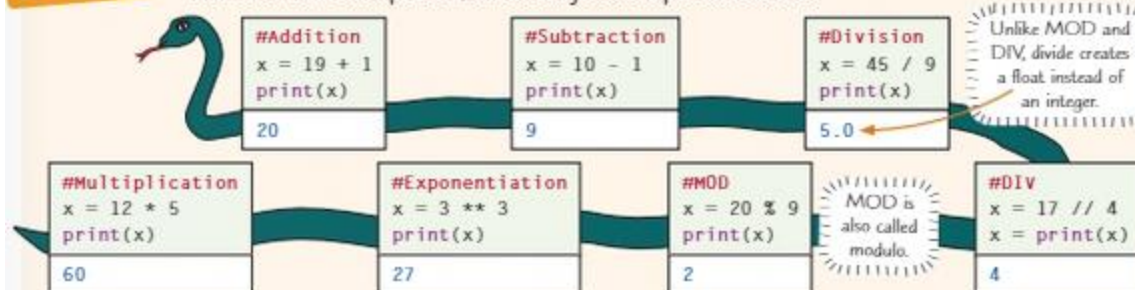 #Addition
x = 19 + 1
print(x)
20
#Subtraction
x = 10 - 1
print(x)
9
#Division
x = 45 / 9
print(x)
5.0
Unlike MOD and
DIV, divide creates
a float instead of
an integer.
#Multiplication
x = 12 * 5
print(x)
60
#Exponentiation
x = 3 ** 3
print(x)
27
#MOD
x = 20 % 9
print(x)
2
MOD is
also called
modulo.
#DIV
x = 17 // 4
x = print(x)
4